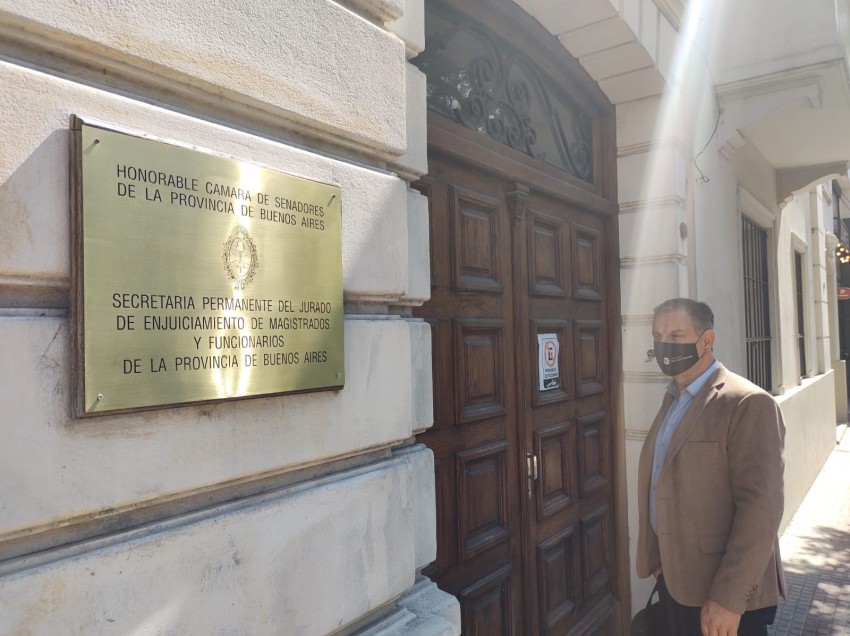 HONORABLE CAMARA DE SENADORES
DE LA PROVINCIA DE BUENOS AIRES
SECRETARIA PERMANENTE DEL JURADO
DE ENJUICIAMIENTO DE MAGISTRADOS
Y FUNCIONARIOS
DE LA PROVINCIA DE BUENOS AIRES